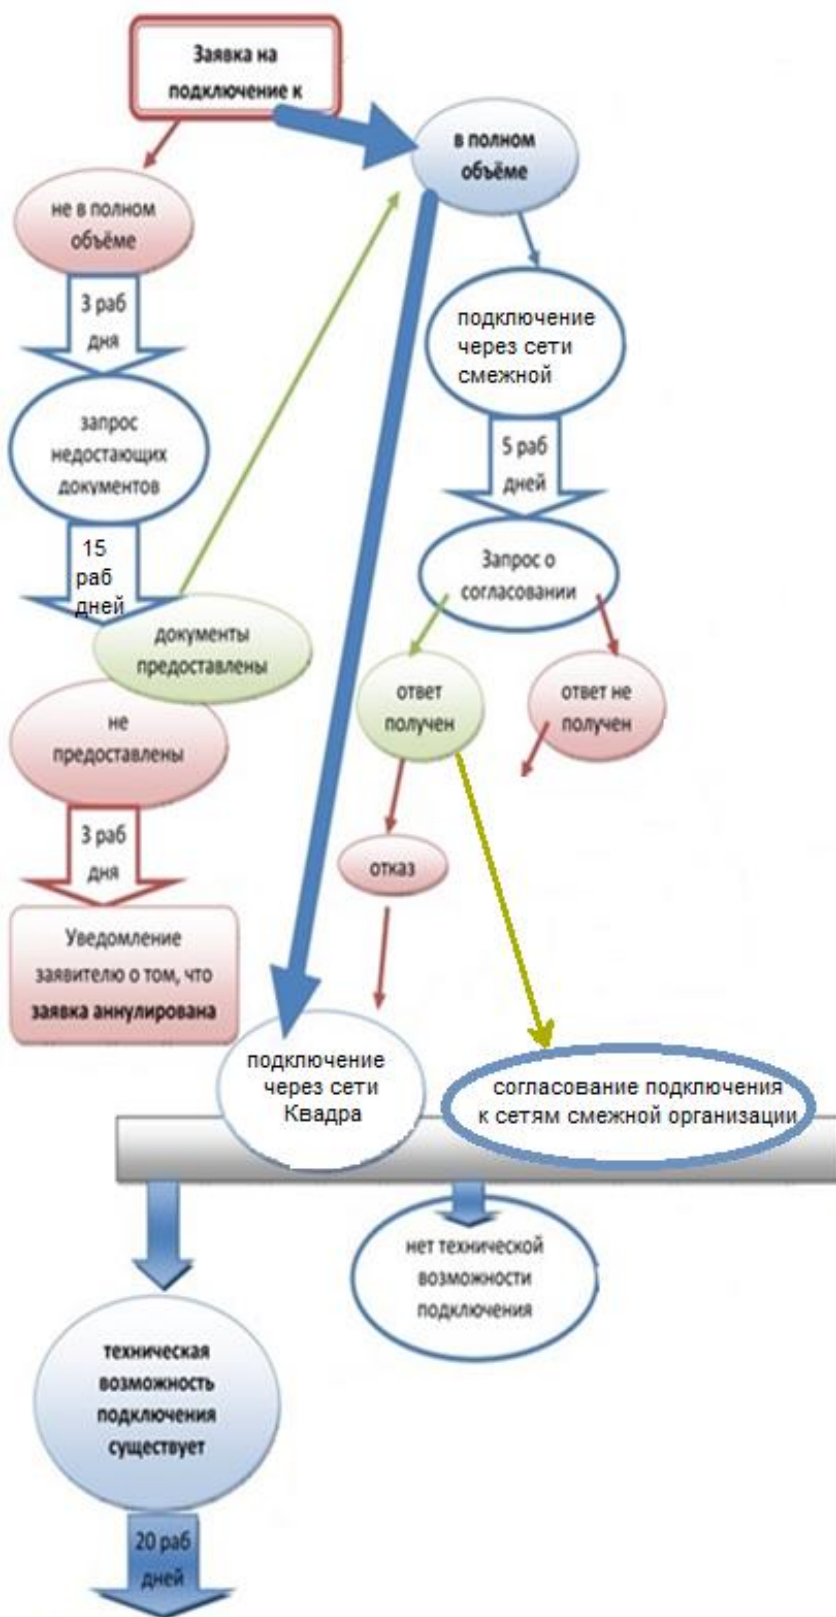 Заявка на
подключение к
в полном
объёме
не в полном
объёме
3 раб
дня
запрос
недостающих
документов
15
раб
дней
документы
предоставлены
не
предоставлены
3 раб
дня
Уведомление
заявителю о том, что
заявка аннулирована
подключение
через сети
смежной
5 раб
дней
Запрос о
согласовании
ответ
получен
ответ не
получен
отказ
подключение
через сети
Квадра
согласование подключения
к сетям смежной организации
нет технической
возможности
подключения
техническая
возможность
подключения
существует
20 раб
дней